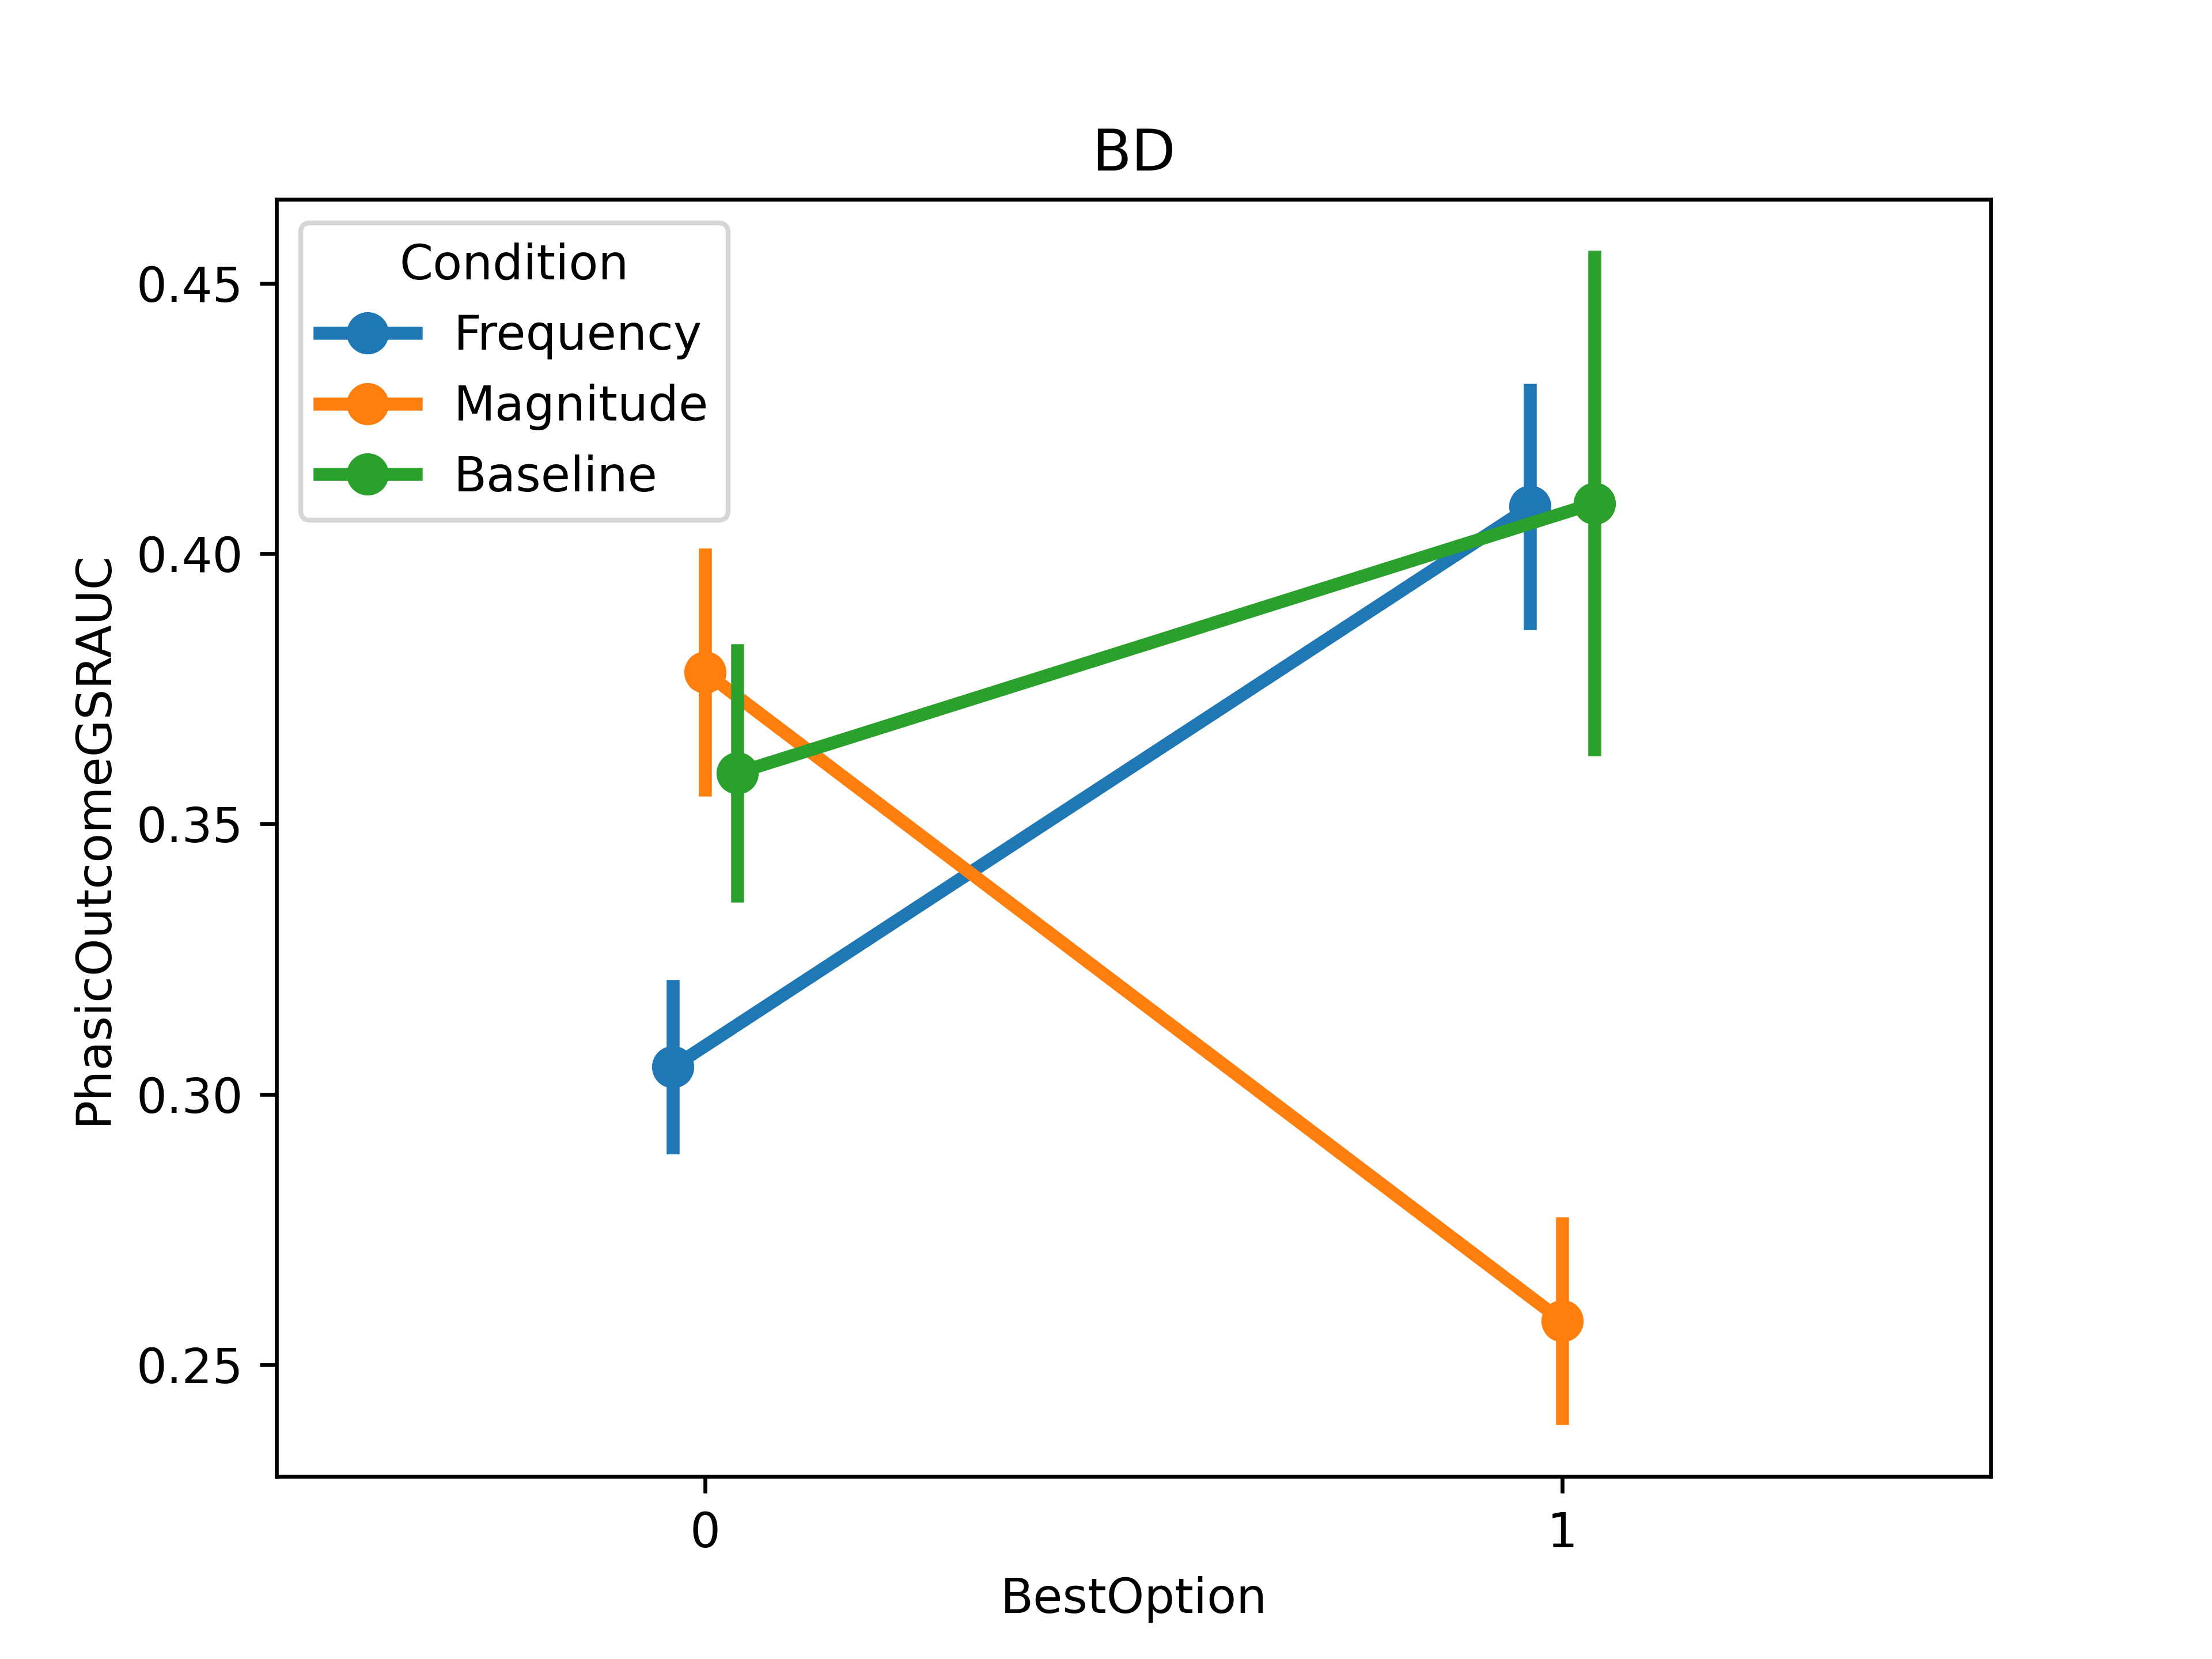 BD
Condition
Frequency
Magnitude
Baseline
0.45
0.40
0.35
0.30
0.25
PhasicOutcomeGSRAUC
0
1
BestOption